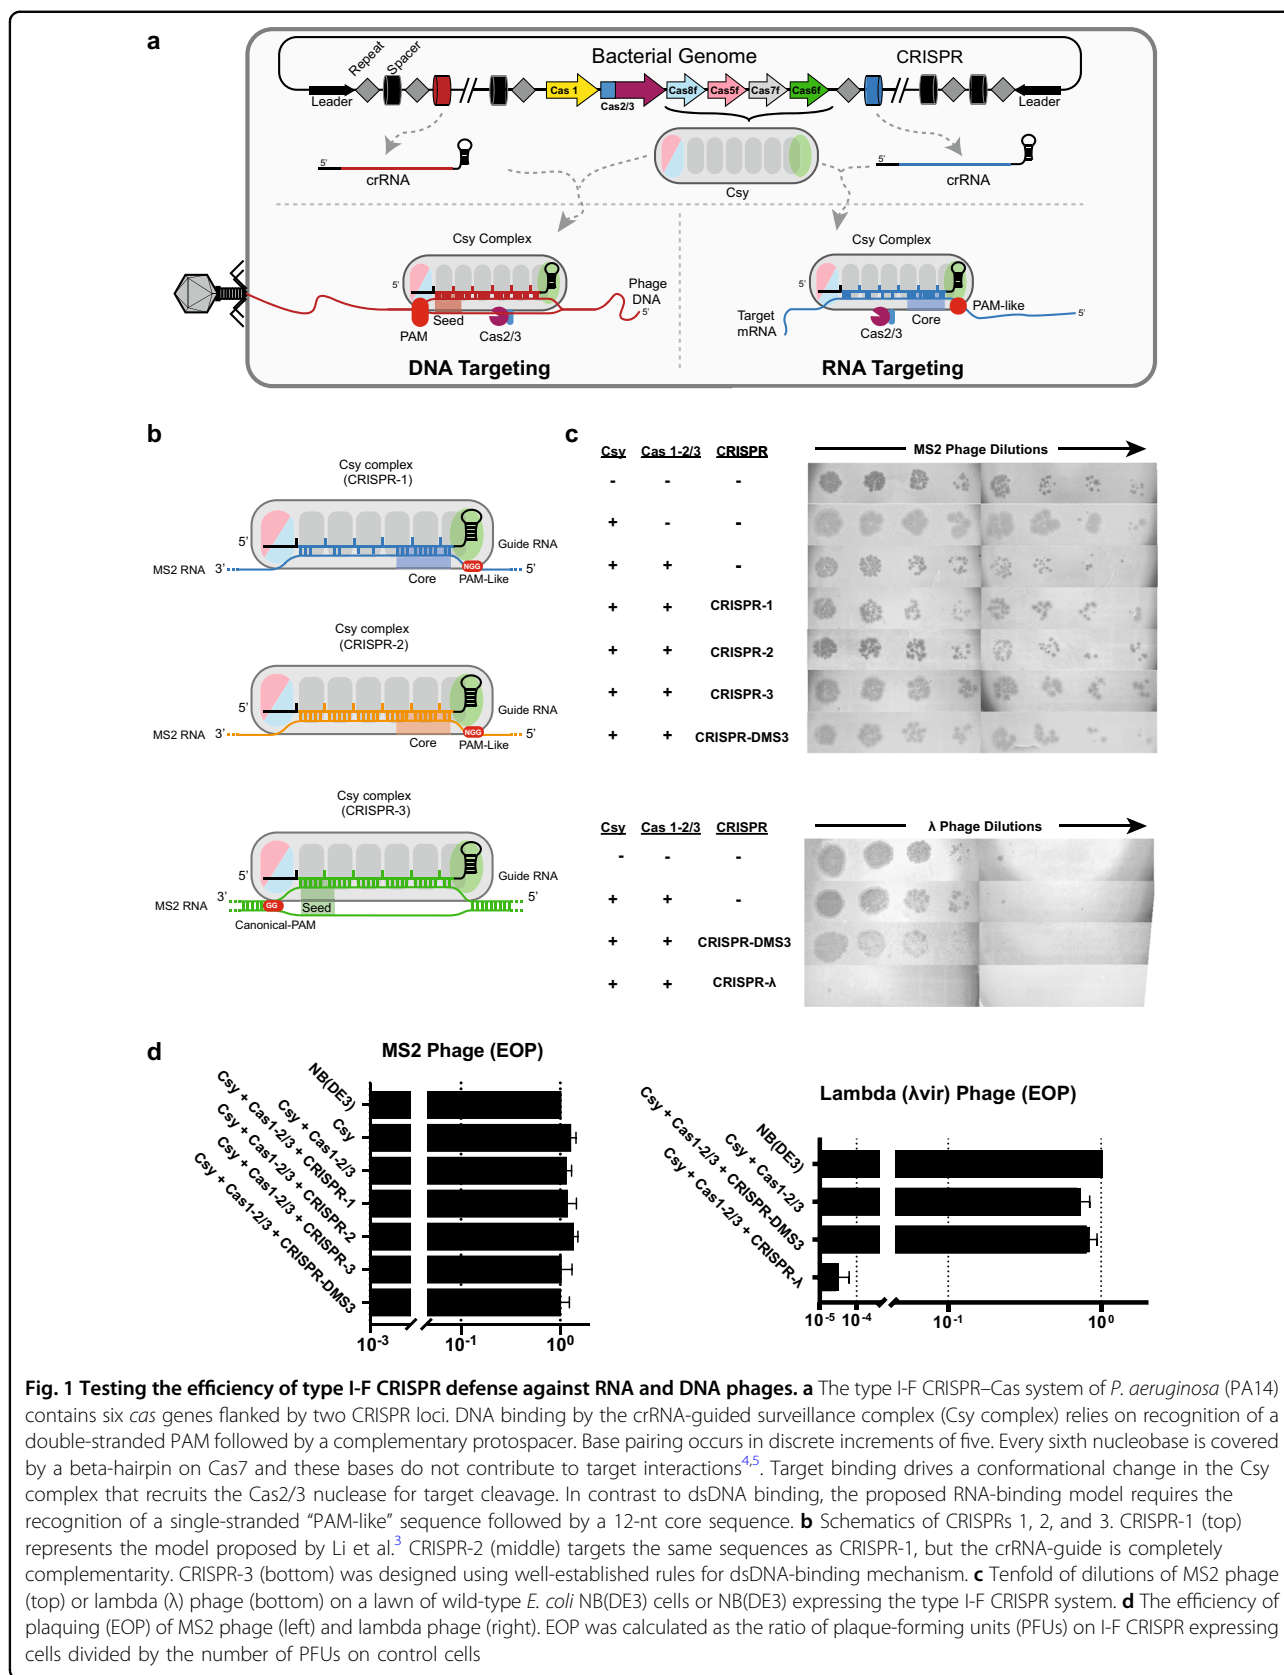 a
Bacterial Genome
CRISPR
Repeat
Spacer
Leader
Cas 1
Cas2/3
Cas8f
Cas5f
Cas7f
Cas6f
Leader
5'
crRNA
Csy
5'
crRNA
Csy Complex
5'
Phage
DNA
5'
Seed
PAM
Cas2/3
DNA Targeting
Csy Complex
5'
Target
mRNA
Cas2/3
Core
PAM-like
5'
RNA Targeting
b
Csy complex
(CRISPR-1)
5'
Guide RNA
MS2 RNA 3'
Core
NGG
PAM-Like
5'
Csy complex
(CRISPR-2)
5'
Guide RNA
MS2 RNA 3'
Core
NGG
PAM-Like
5'
Csy complex
(CRISPR-3)
5'
Guide RNA
3'
5'
MS2 RNA
GG
Seed
Canonical-PAM
c
Csy Cas 1-2/3 CRISPR
MS2 Phage Dilutions
- - -
+ - -
+ + -
+ + CRISPR-1
+ + CRISPR-2
+ + CRISPR-3
+ + CRISPR-DMS3
Csy Cas 1-2/3 CRISPR
λ Phage Dilutions
- - -
+ + -
+ + CRISPR-DMS3
+ + CRISPR-λ
d
MS2 Phage (EOP)
NB(DE3)
Csy
Csy + Cas1-2/3
Csy + Cas1-2/3 + CRISPR-1
Csy + Cas1-2/3 + CRISPR-2
Csy + Cas1-2/3 + CRISPR-3
Csy + Cas1-2/3 + CRISPR-DMS3
10-3 10-1 100
Lambda (λvir) Phage (EOP)
NB(DE3)
Csy + Cas1-2/3
Csy + Cas1-2/3 + CRISPR-DMS3
Csy + Cas1-2/3 + CRISPR-λ
10-5 10-4 10-1 100
Fig. 1 Testing the efficiency of type I-F CRISPR defense against RNA and DNA phages. a The type I-F CRISPR–Cas system of P. aeruginosa (PA14)
contains six cas genes flanked by two CRISPR loci. DNA binding by the crRNA-guided surveillance complex (Csy complex) relies on recognition of a
double-stranded PAM followed by a complementary protospacer. Base pairing occurs in discrete increments of five. Every sixth nucleobase is covered
by a beta-hairpin on Cas7 and these bases do not contribute to target interactions4,5. Target binding drives a conformational change in the Csy
complex that recruits the Cas2/3 nuclease for target cleavage. In contrast to dsDNA binding, the proposed RNA-binding model requires the
recognition of a single-stranded “PAM-like” sequence followed by a 12-nt core sequence. b Schematics of CRISPRs 1, 2, and 3. CRISPR-1 (top)
represents the model proposed by Li et al.3 CRISPR-2 (middle) targets the same sequences as CRISPR-1, but the crRNA-guide is completely
complementarity. CRISPR-3 (bottom) was designed using well-established rules for dsDNA-binding mechanism. c Tenfold of dilutions of MS2 phage
(top) or lambda (λ) phage (bottom) on a lawn of wild-type E. coli NB(DE3) cells or NB(DE3) expressing the type I-F CRISPR system. d The efficiency of
plaquing (EOP) of MS2 phage (left) and lambda phage (right). EOP was calculated as the ratio of plaque-forming units (PFUs) on I-F CRISPR expressing
cells divided by the number of PFUs on control cells